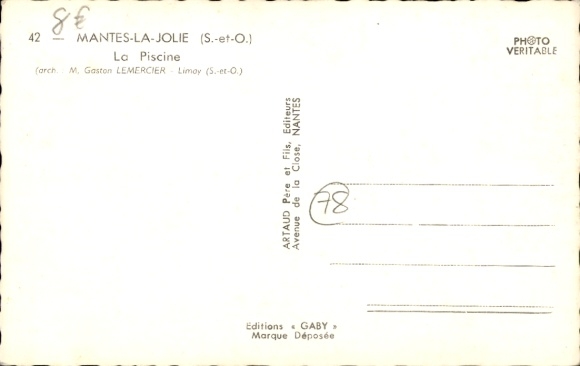 8€
42 — MANTES-LA-JOLIE (S.-et-O.)
La Piscine
(arch. : M. Gaston LEMERCIER - Limay (S.-et-O.)
PHOTO
VERITABLE
ARTAUD Père et Fils, Editeurs
Avenue de la Close, NANTES
78
Editions « GABY »
Marque Déposée